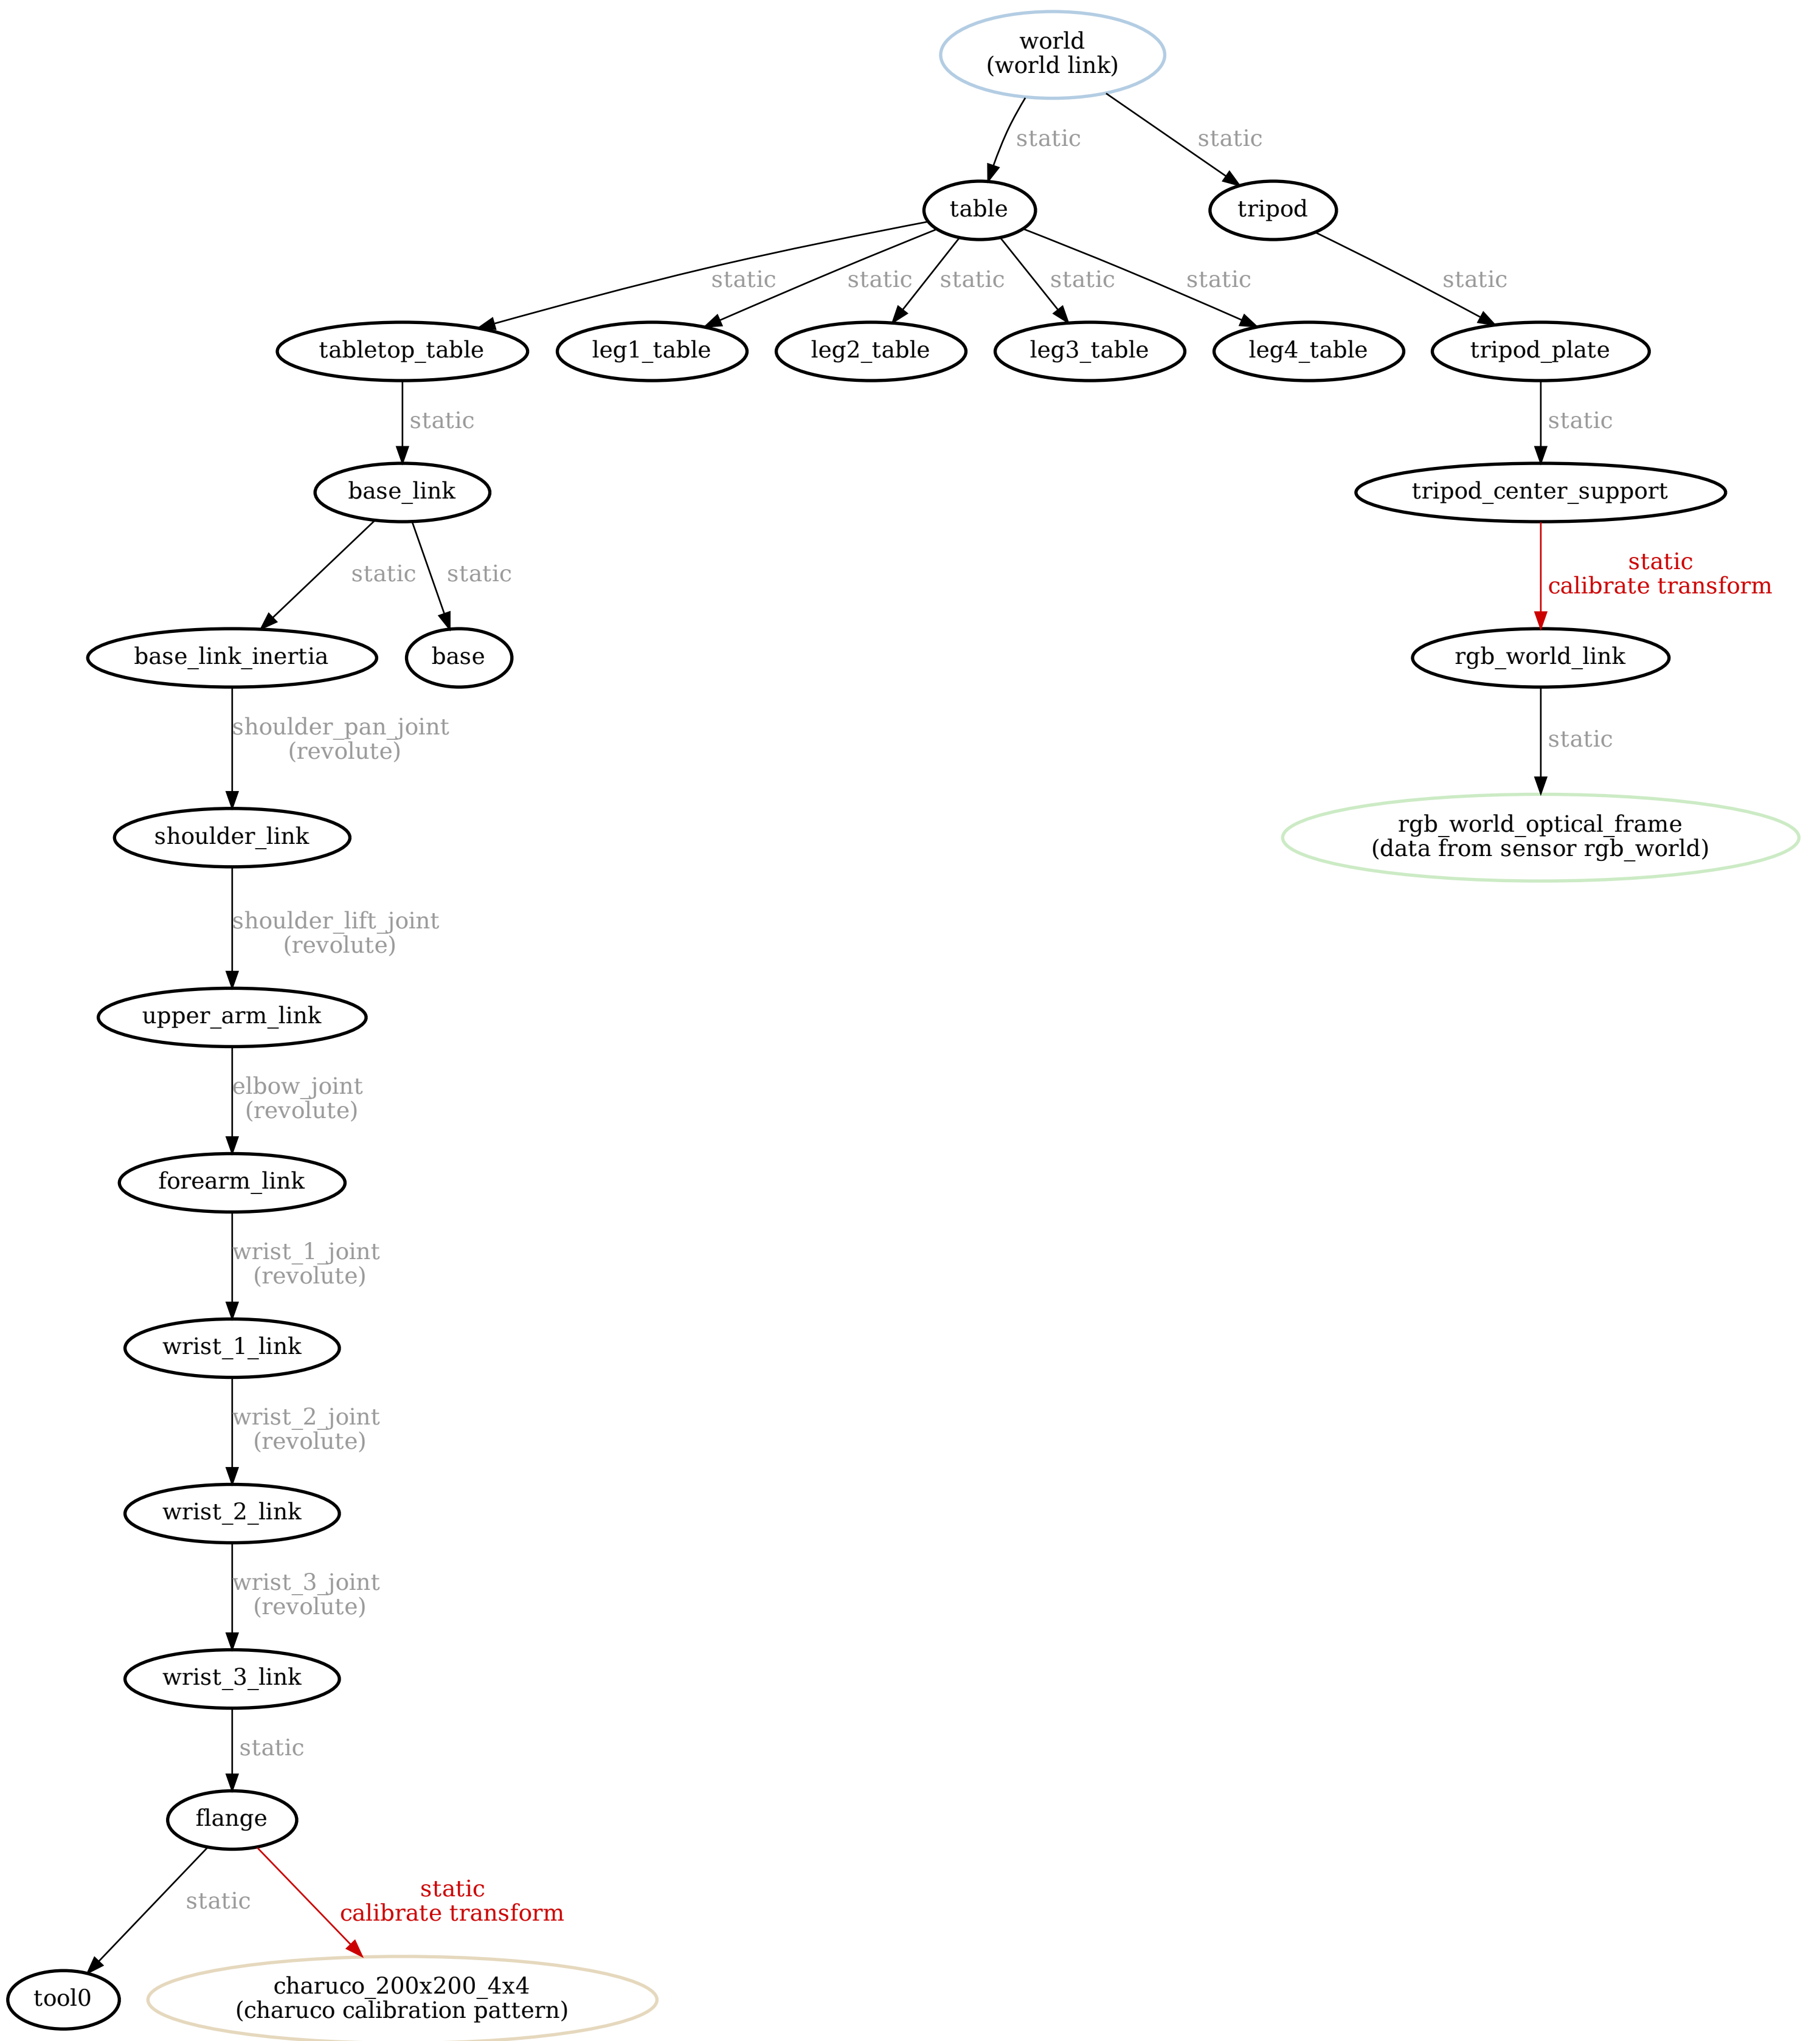 world
(world link)
static
static
table
tripod
static
static
static
static
static
static
tabletop_table
leg1_table
leg2_table
leg3_table
leg4_table
tripod_plate
static
static
base_link
tripod_center_support
static
static
static
calibrate transform
base_link_inertia
base
rgb_world_link
shoulder_pan_joint
(revolute)
static
shoulder_link
rgb_world_optical_frame
(data from sensor rgb_world)
shoulder_lift_joint
(revolute)
upper_arm_link
elbow_joint
(revolute)
forearm_link
wrist_1_joint
(revolute)
wrist_1_link
wrist_2_joint
(revolute)
wrist_2_link
wrist_3_joint
(revolute)
wrist_3_link
static
flange
static
static
calibrate transform
tool0
charuco_200x200_4x4
(charuco calibration pattern)